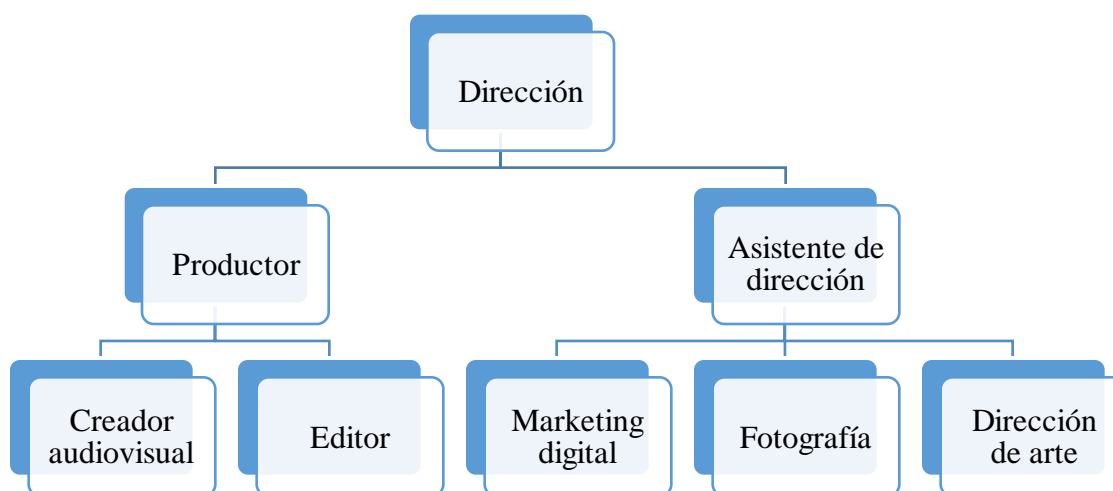 Dirección
Productor
Asistente de
dirección
Creador
audiovisual
Editor
Marketing
digital
Fotografía
Dirección
de arte